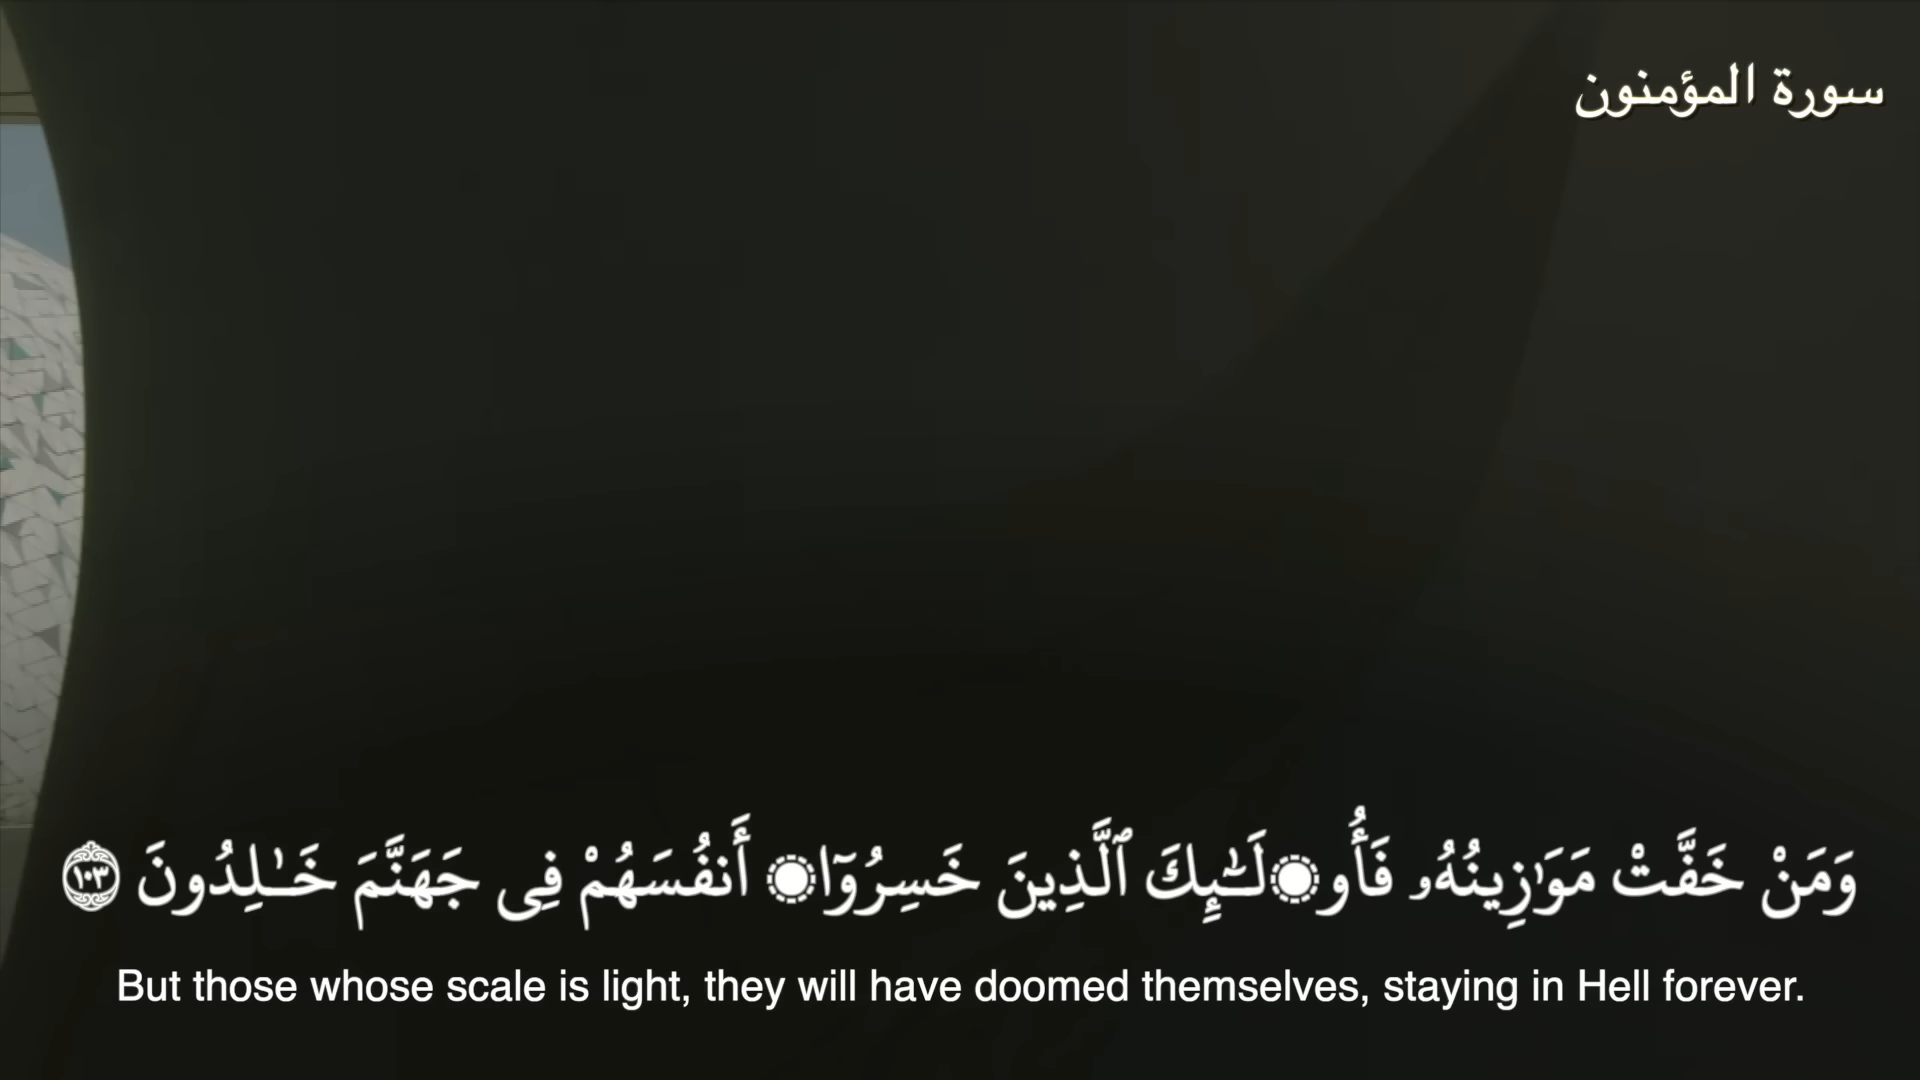 سورة المؤمنون
وَمَنْ خَفَّتْ مَوَٰزِينُهُۥ فَأُو۟لَـٰٓئِكَ ٱلَّذِينَ خَسِرُوٓا۟ أَنفُسَهُمْ فِى جَهَنَّمَ خَـٰلِدُونَ ١٠٣
But those whose scale is light, they will have doomed themselves, staying in Hell forever.